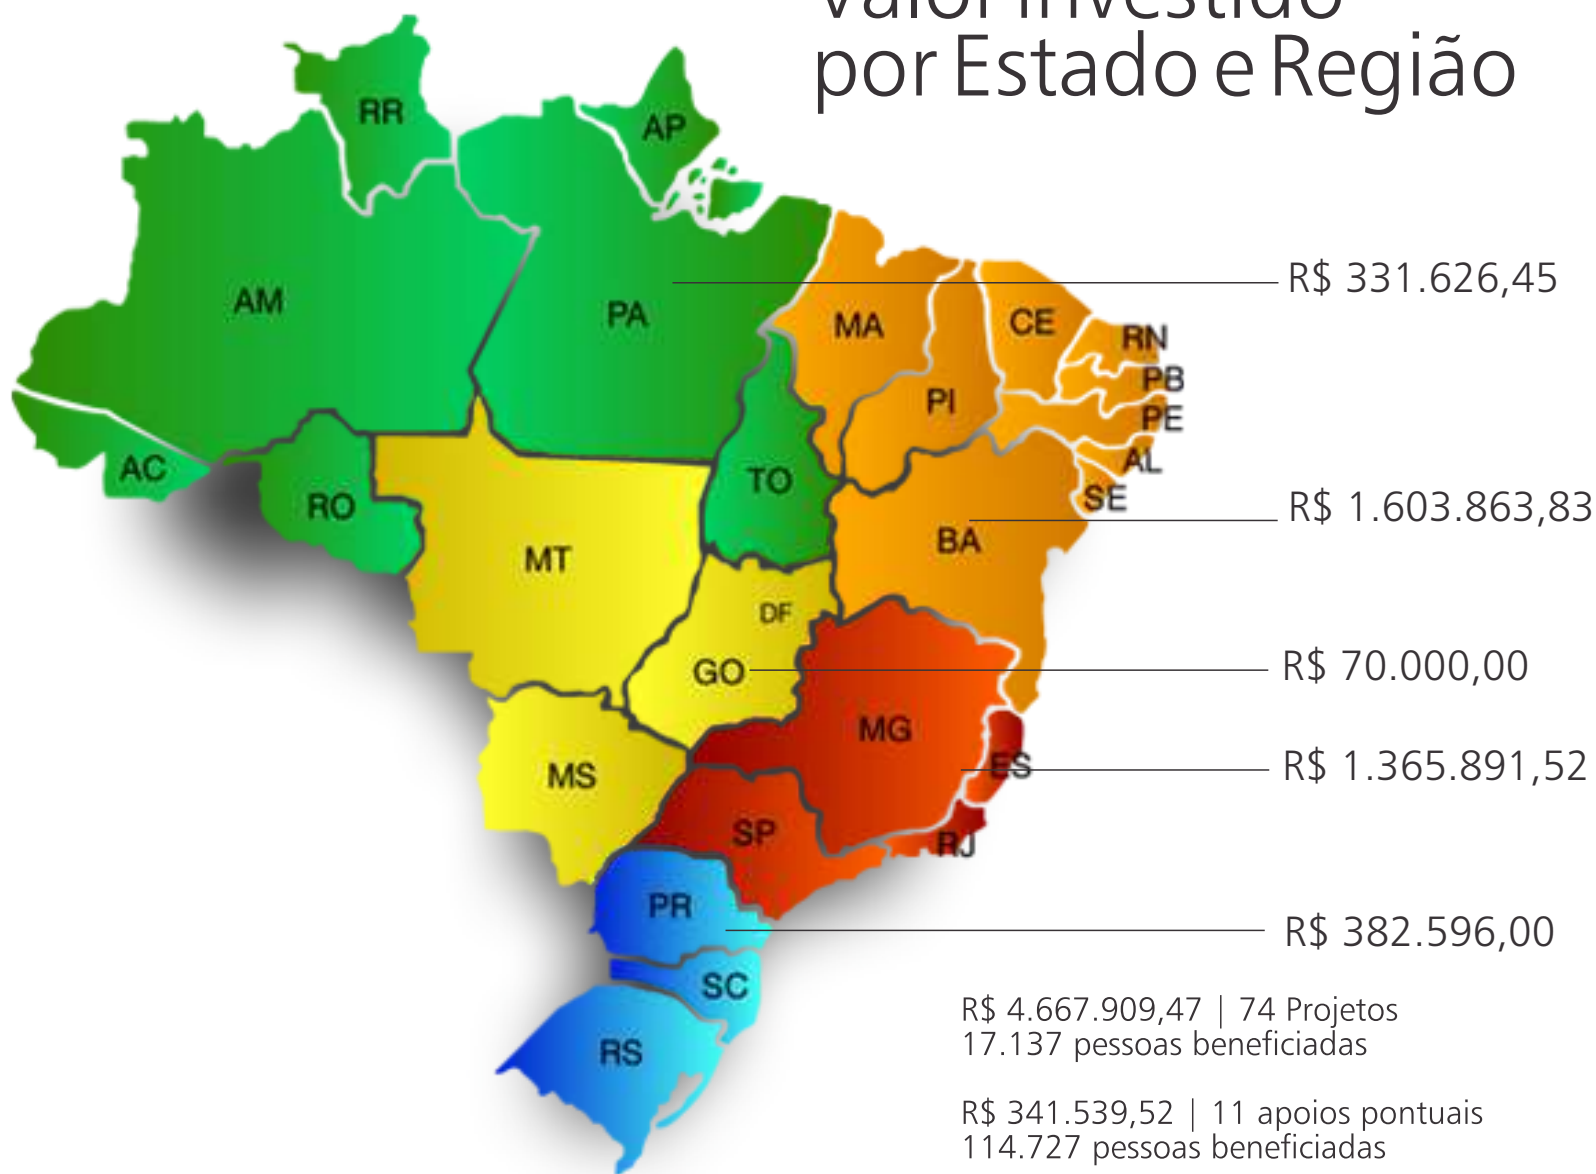 Valor Investido
por Estado e Região
RR
AP
AM
PA
R$ 331.626,45
MA
CE
RN
PB
PI
PE
AC
TO
AL
RO
SE
R$ 1.603.863,83
MT
BA
DF
GO
R$ 70.000,00
MG
MS
ES
R$ 1.365.891,52
SP
RJ
PR
R$ 382.596,00
SC
R$ 4.667.909,47 | 74 Projetos
17.137 pessoas beneficiadas
RS
R$ 341.539,52 | 11 apoios pontuais
114.727 pessoas beneficiadas